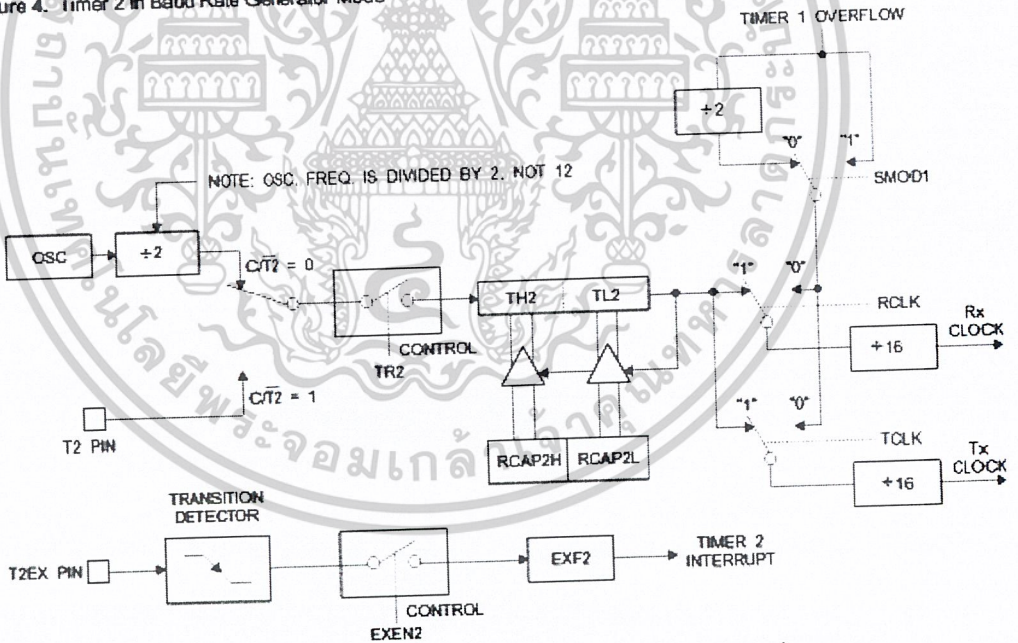 ure 4. Timer 2 in Baud Rate Generator Mode
TIMER 1 OVERFLOW
÷2
"0" "1"
SMOD1
NOTE: OSC. FREQ. IS DIVIDED BY 2, NOT 12
OSC
÷2
C/T2 = 0
TH2 TL2
"1" "0"
RCLK
Rx
CLOCK
÷16
CONTROL
TR2
C/T2 = 1
T2 PIN
"1" "0"
TCLK
Tx
CLOCK
÷16
RCAP2H RCAP2L
TRANSITION
DETECTOR
T2EX PIN
EXF2
TIMER 2
INTERRUPT
CONTROL
EXEN2